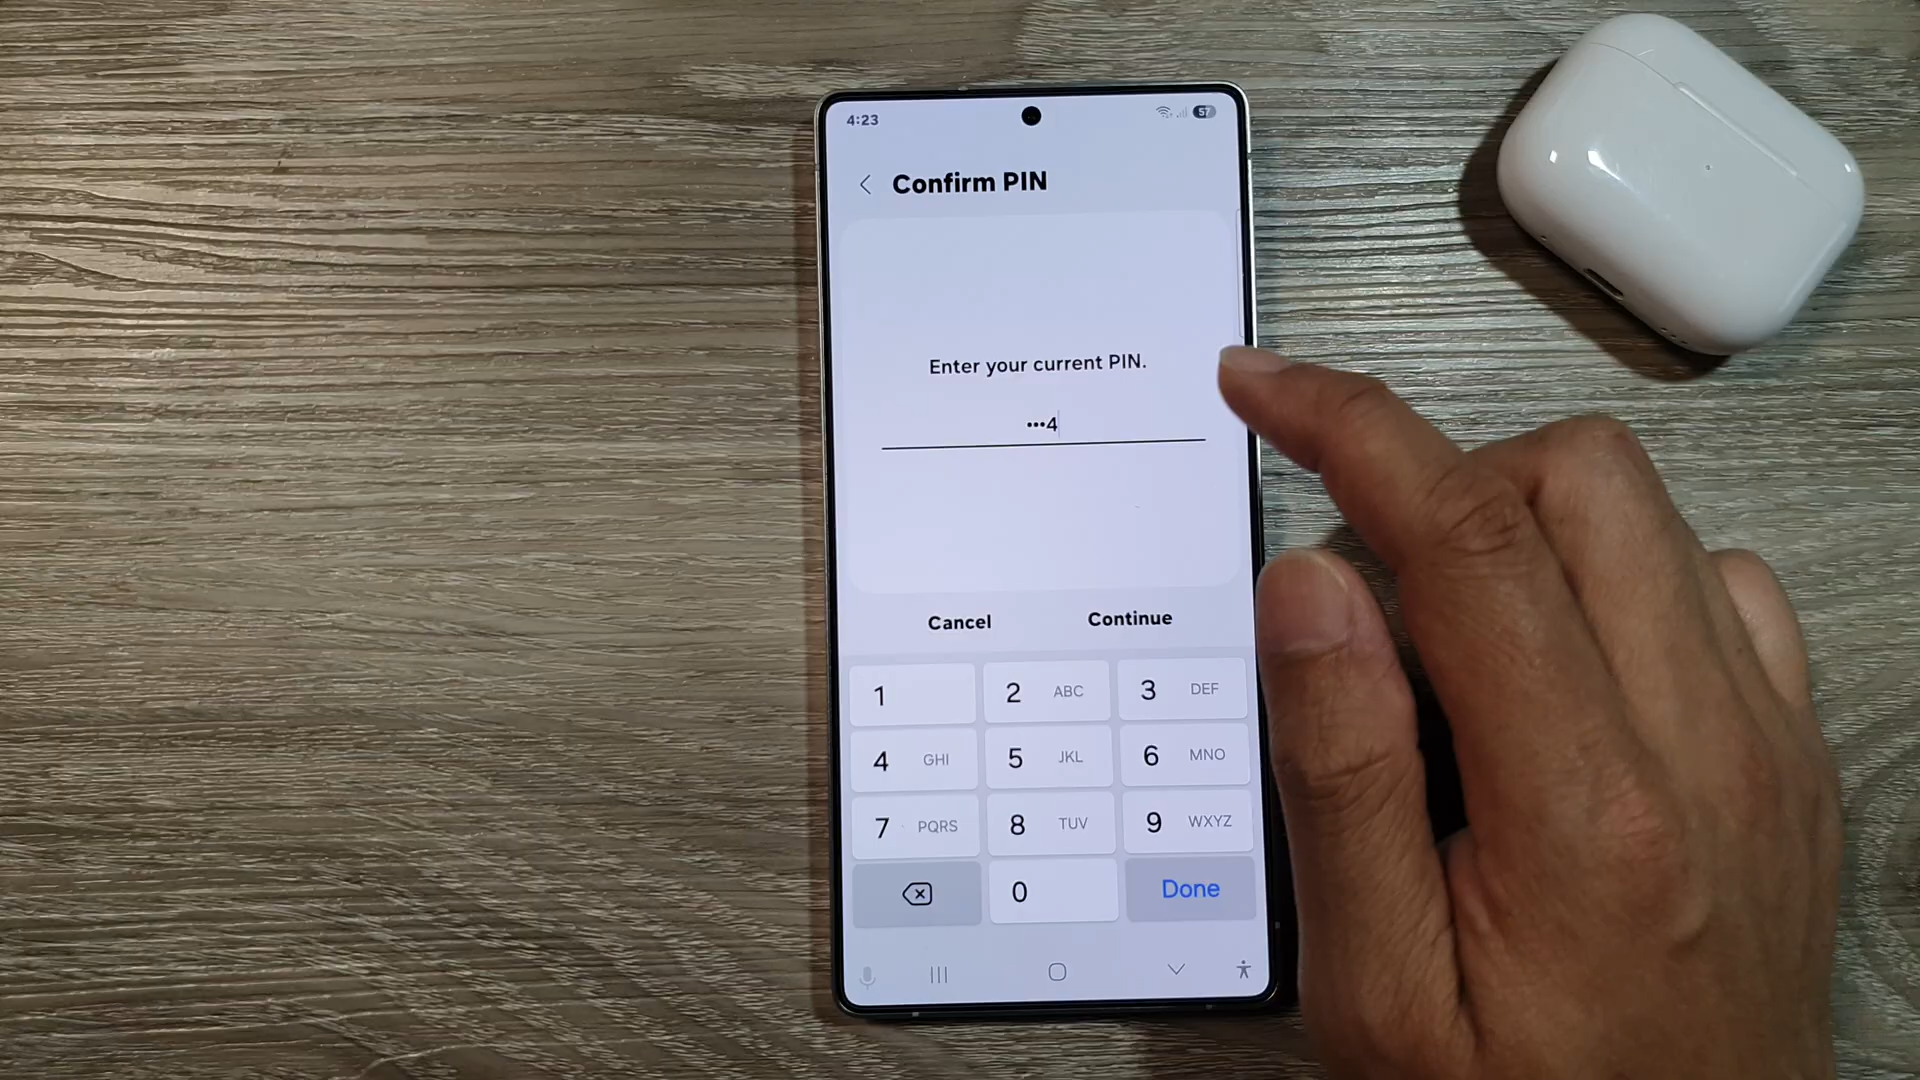 4:23
57
Confirm PIN
Enter your current PIN.
•••4
Cancel Continue
1 2 ABC 3 DEF
4 GHI 5 JKL 6 MNO
7 PQRS 8 TUV 9 WXYZ
0 Done